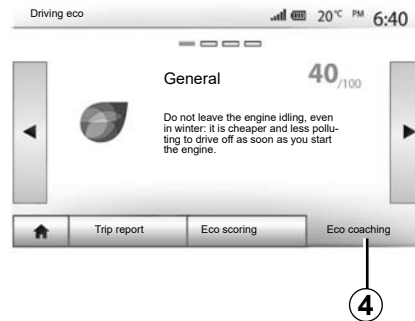 Driving eco 20°C PM 6:40
General 40/100
Do not leave the engine idling, even
in winter: it is cheaper and less pollu-
ting to drive off as soon as you start
the engine.
Trip report Eco scoring Eco coaching
4